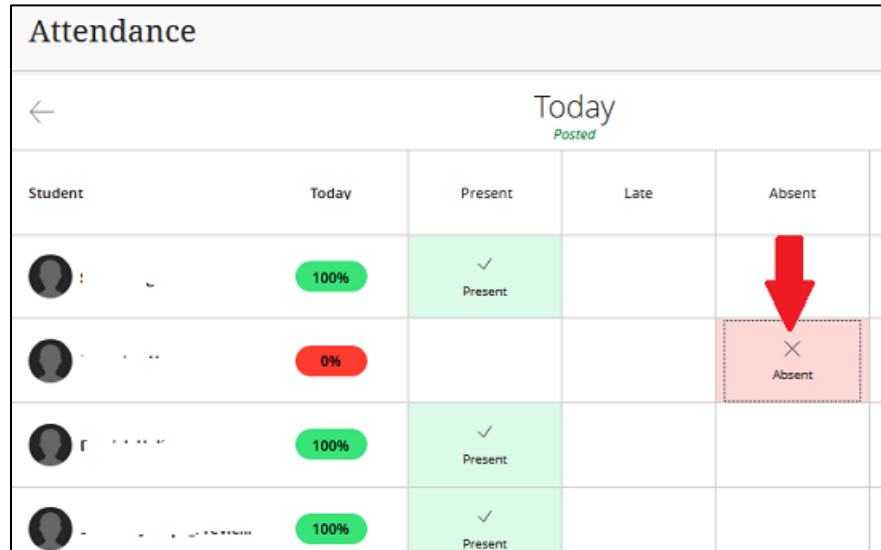 Attendance
Today
Posted
Student Today Present Late Absent
100% Present
0% Absent
100% Present
100% Present